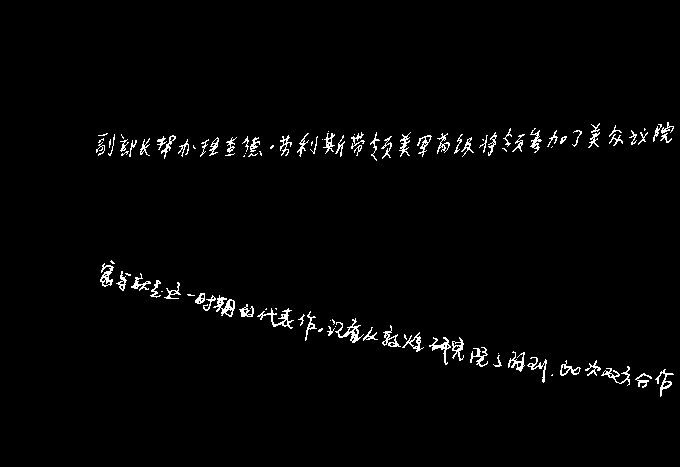 副部长帮办理查德·劳利斯带领美军高级将领参加了美众议院
窟等就是这一时期的代表作。记者从敦煌研究院了解到,此次双方合作